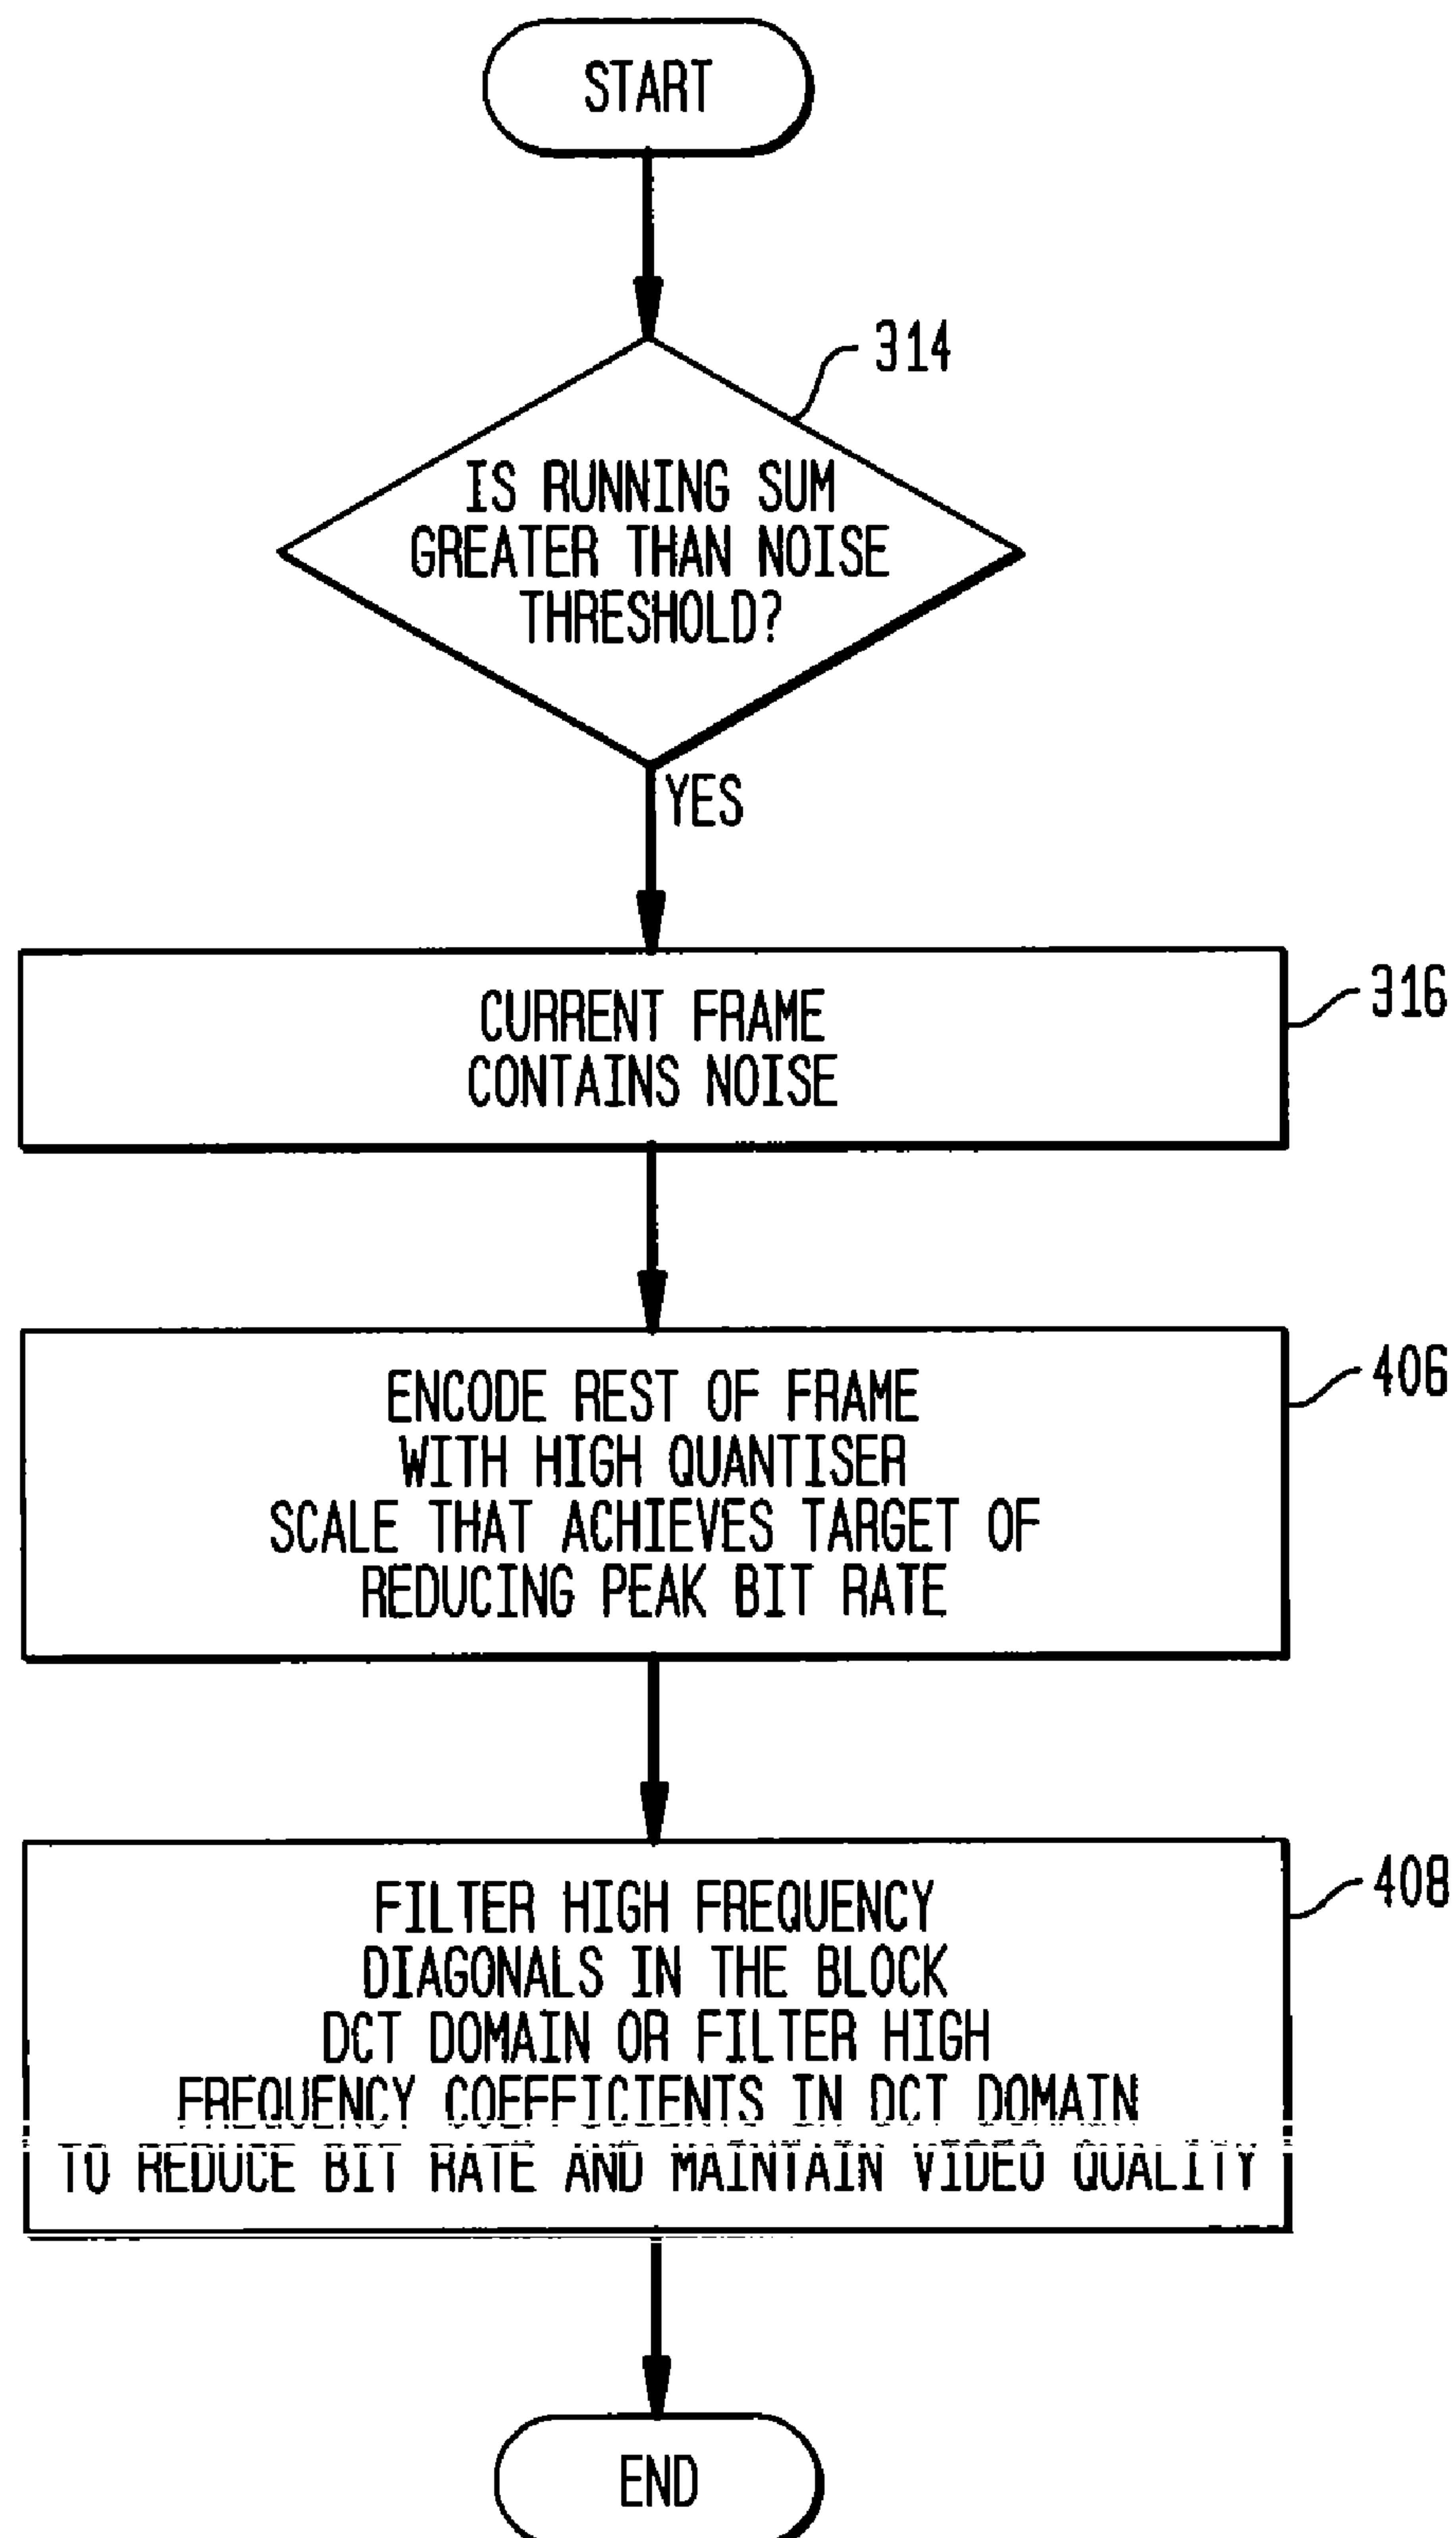 START
314
IS RUNNING SUM
GREATER THAN NOISE
THRESHOLD?
YES
316
CURRENT FRAME
CONTAINS NOISE
406
ENCODE REST OF FRAME
WITH HIGH QUANTISER
SCALE THAT ACHIEVES TARGET OF
REDUCING PEAK BIT RATE
408
FILTER HIGH FREQUENCY
DIAGONALS IN THE BLOCK
DCT DOMAIN OR FILTER HIGH
FREQUENCY COEFFICIENTS IN DCT DOMAIN
TO REDUCE BIT RATE AND MAINTAIN VIDEO QUALITY
END